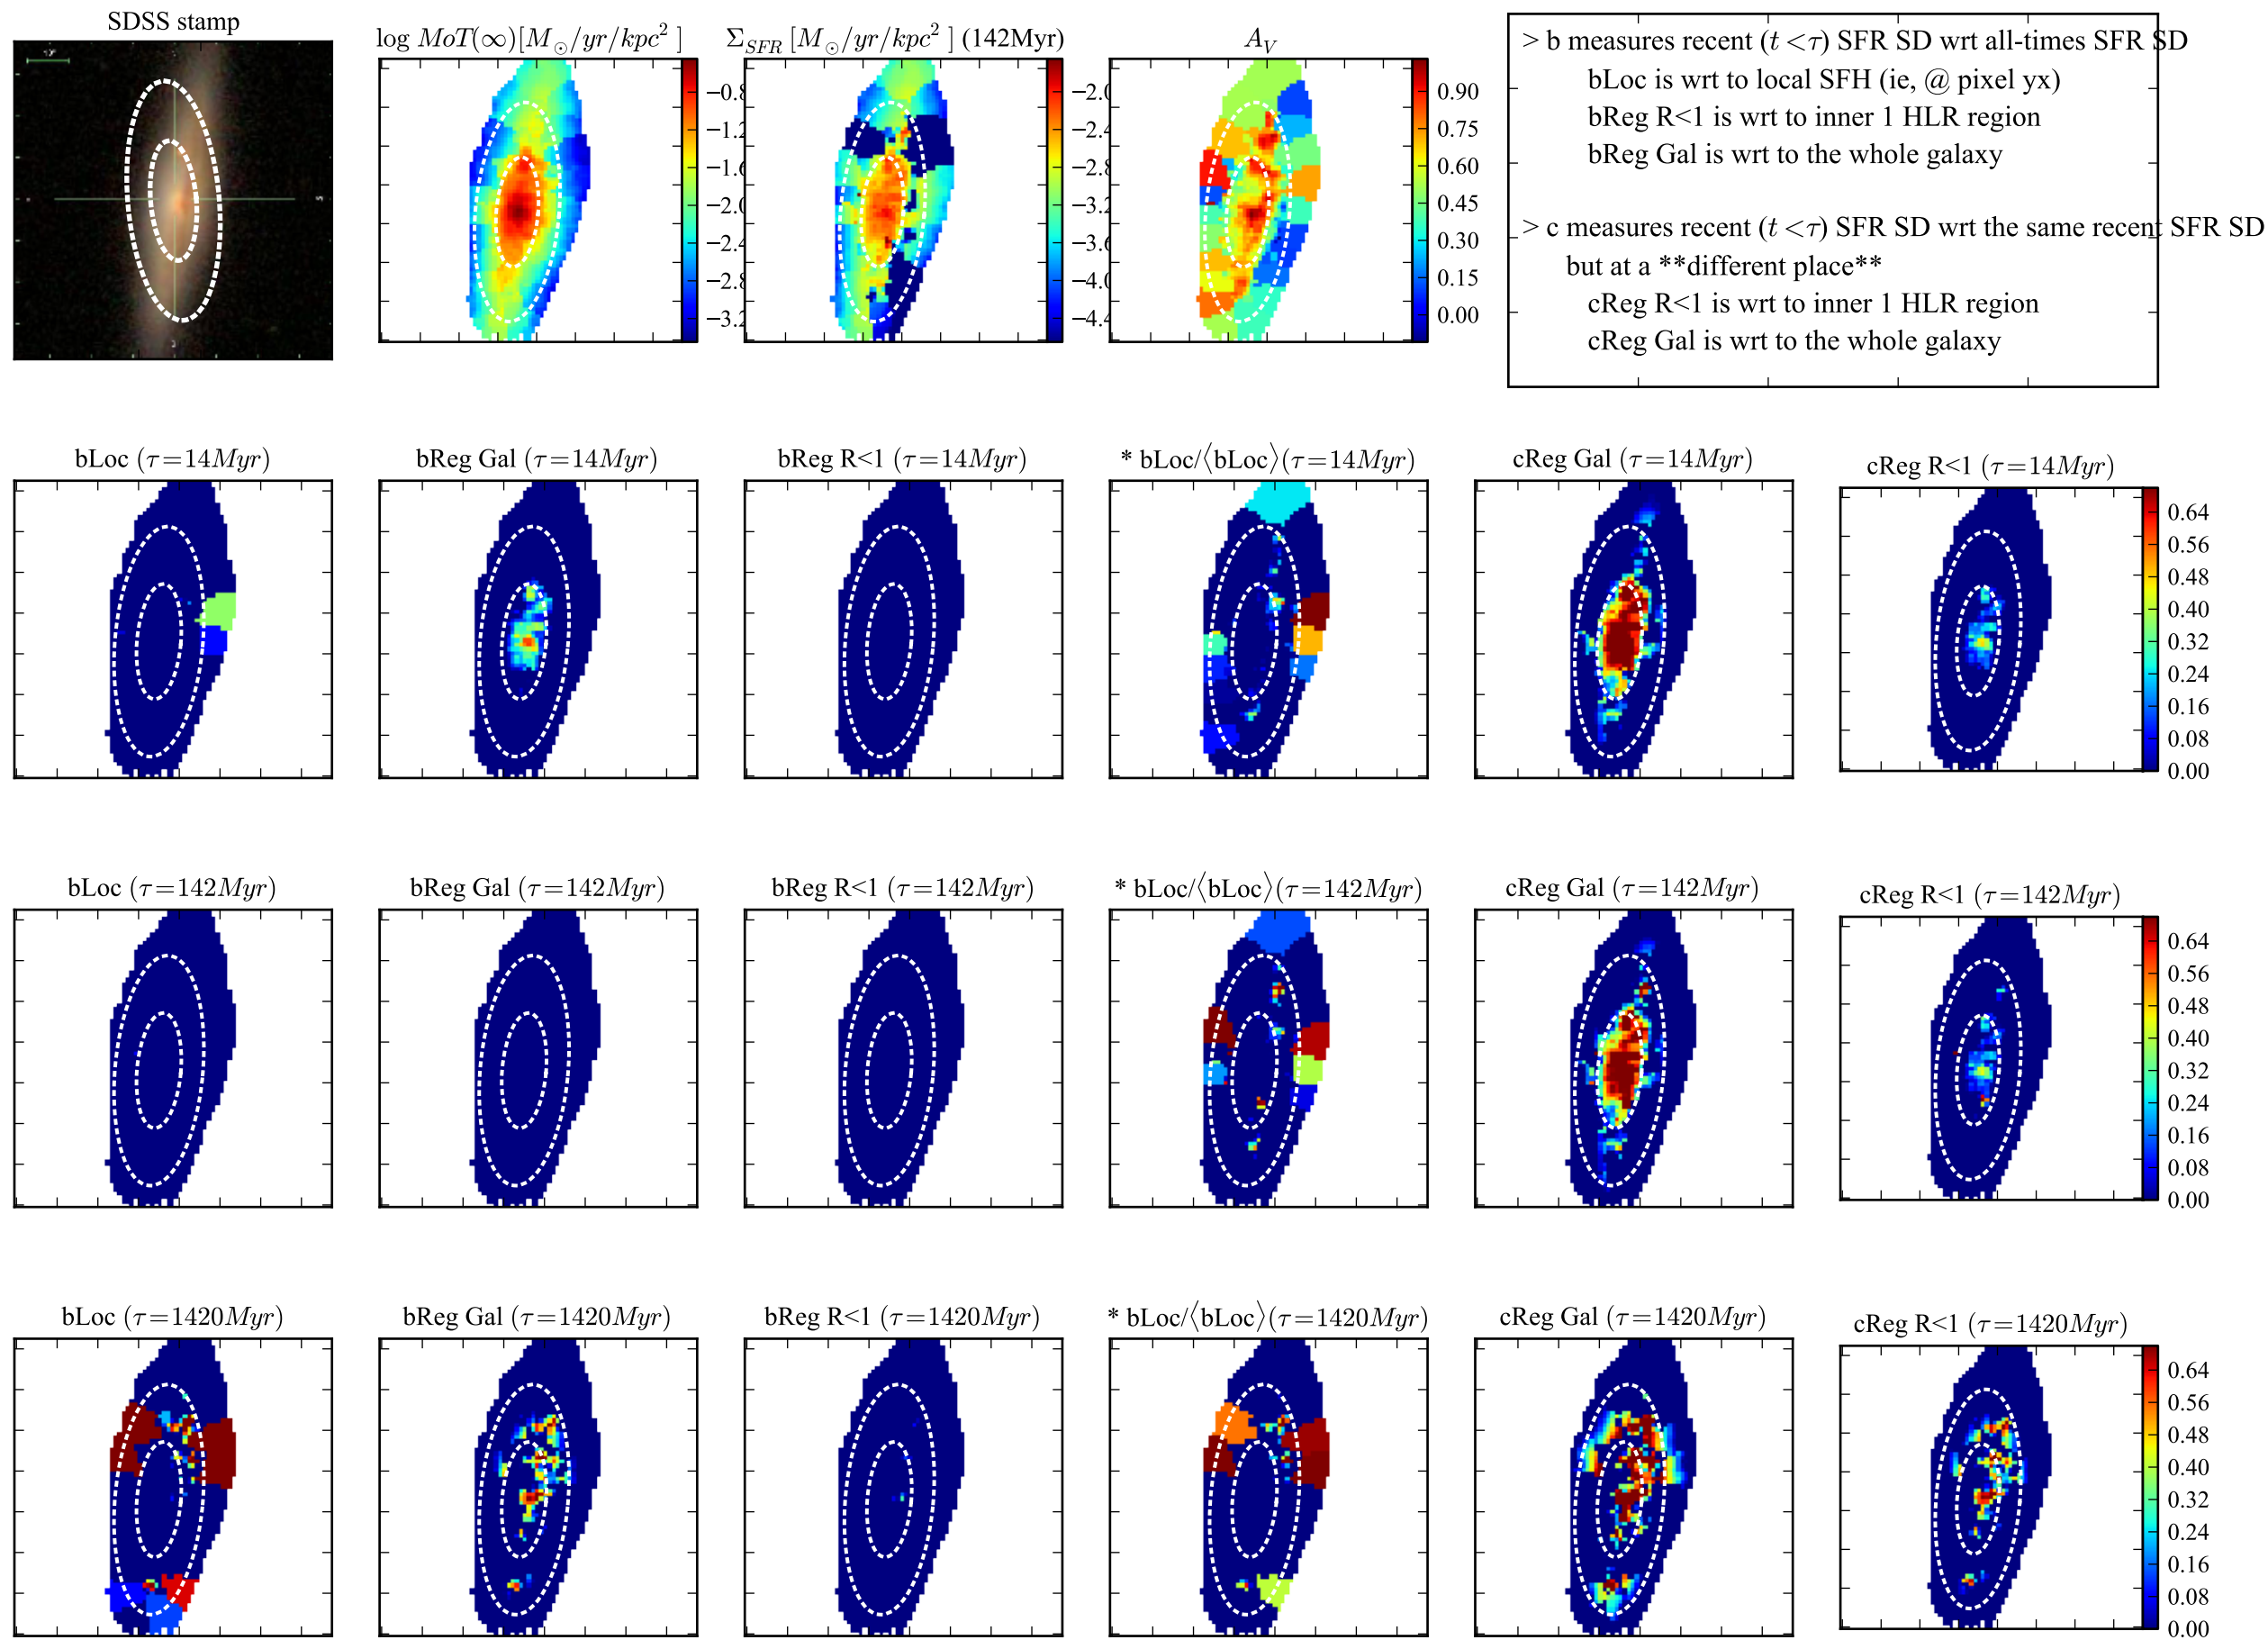 SDSS stamp
log MoT(∞)[M⊙/yr/kpc²]
Σ_SFR [M⊙/yr/kpc²] (142Myr)
A_V
−0.8
−1.2
−1.6
−2.0
−2.4
−2.8
−3.2
−2.0
−2.4
−2.8
−3.2
−3.6
−4.0
−4.4
0.90
0.75
0.60
0.45
0.30
0.15
0.00
> b measures recent (t<τ) SFR SD wrt all-times SFR SD
bLoc is wrt to local SFH (ie, @ pixel yx)
bReg R<1 is wrt to inner 1 HLR region
bReg Gal is wrt to the whole galaxy
> c measures recent (t<τ) SFR SD wrt the same recent SFR SD
but at a **different place**
cReg R<1 is wrt to inner 1 HLR region
cReg Gal is wrt to the whole galaxy
bLoc (τ=14Myr)
bReg Gal (τ=14Myr)
bReg R<1 (τ=14Myr)
* bLoc/⟨bLoc⟩(τ=14Myr)
cReg Gal (τ=14Myr)
cReg R<1 (τ=14Myr)
0.64
0.56
0.48
0.40
0.32
0.24
0.16
0.08
0.00
bLoc (τ=142Myr)
bReg Gal (τ=142Myr)
bReg R<1 (τ=142Myr)
* bLoc/⟨bLoc⟩(τ=142Myr)
cReg Gal (τ=142Myr)
cReg R<1 (τ=142Myr)
0.64
0.56
0.48
0.40
0.32
0.24
0.16
0.08
0.00
bLoc (τ=1420Myr)
bReg Gal (τ=1420Myr)
bReg R<1 (τ=1420Myr)
* bLoc/⟨bLoc⟩(τ=1420Myr)
cReg Gal (τ=1420Myr)
cReg R<1 (τ=1420Myr)
0.64
0.56
0.48
0.40
0.32
0.24
0.16
0.08
0.00